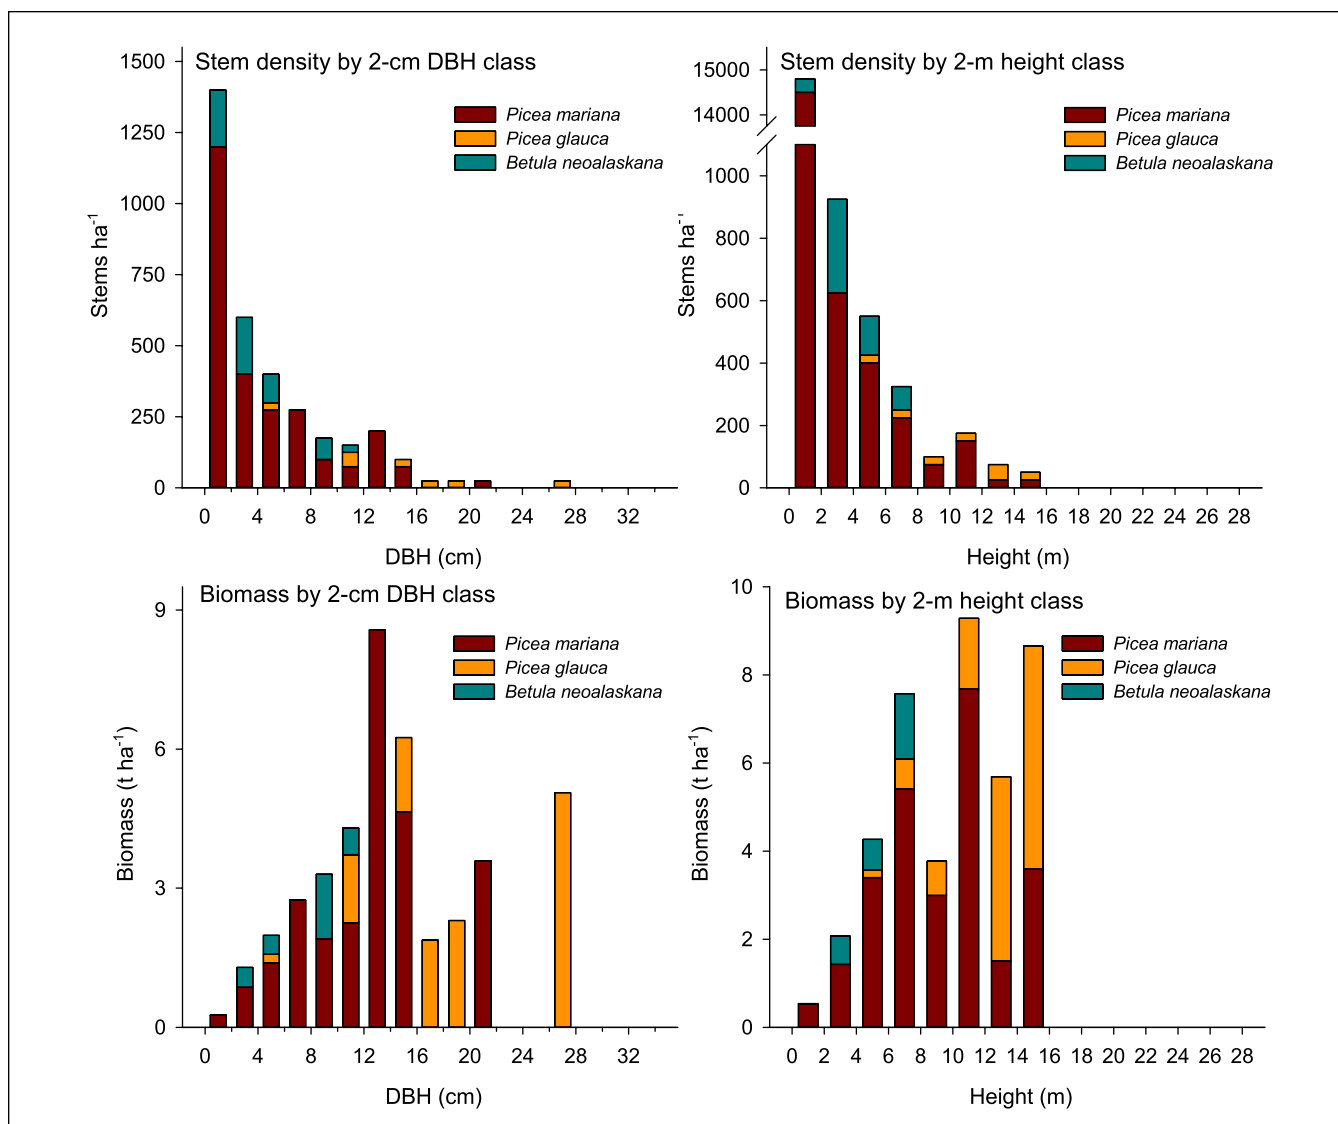 Stem density by 2-cm DBH class
1500
1250
1000
750
500
250
0
Stems ha-1
Picea mariana
Picea glauca
Betula neoalaskana
0 4 8 12 16 20 24 28 32
DBH (cm)
Stem density by 2-m height class
15000
14000
1000
800
600
400
200
0
Stems ha-1
Picea mariana
Picea glauca
Betula neoalaskana
0 2 4 6 8 10 12 14 16 18 20 22 24 26 28
Height (m)
Biomass by 2-cm DBH class
9
6
3
0
Biomass (t ha-1)
Picea mariana
Picea glauca
Betula neoalaskana
0 4 8 12 16 20 24 28 32
DBH (cm)
Biomass by 2-m height class
10
8
6
4
2
0
Biomass (t ha-1)
Picea mariana
Picea glauca
Betula neoalaskana
0 2 4 6 8 10 12 14 16 18 20 22 24 26 28
Height (m)